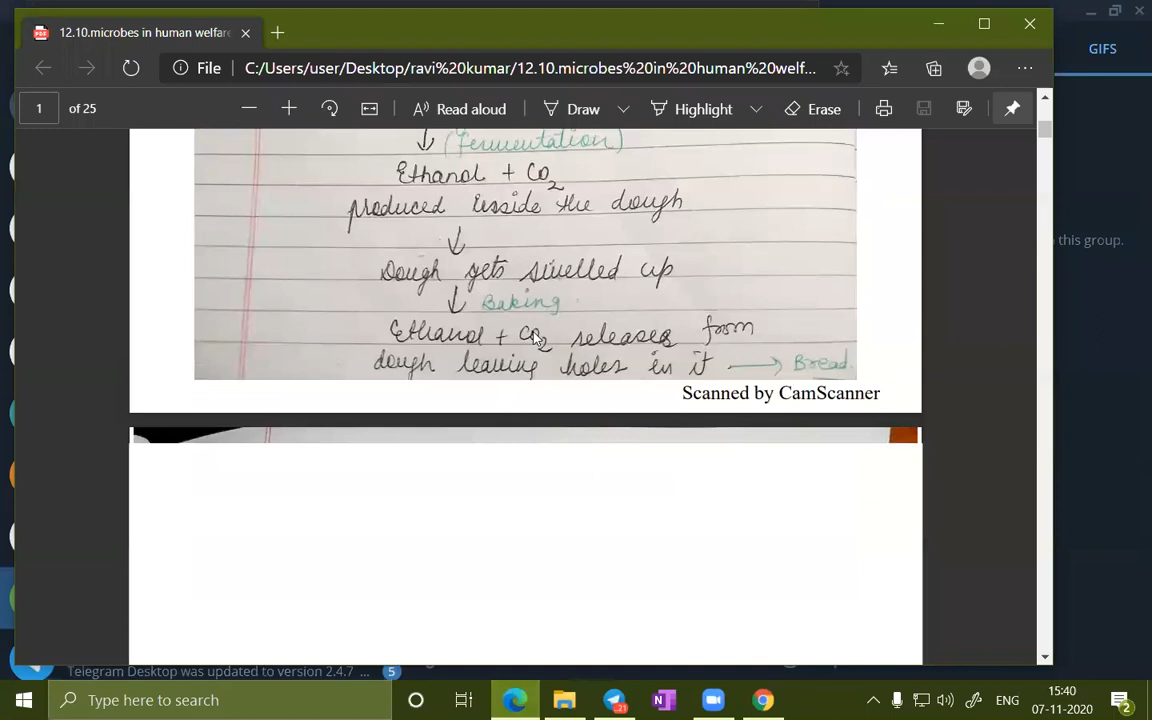 GIFS
12.10.microbes in human welfare
File
C:/Users/user/Desktop/ravi%20kumar/12.10.microbes%20in%20human%20welf...
1 of 25
Read aloud
Draw
Highlight
Erase
(fermentation)
Ethanol + CO2
produced inside the dough
Dough gets swelled up
Baking
Ethanol + CO2 releases from
dough leaving holes in it → Bread.
Scanned by CamScanner
n this group.
Telegram Desktop was updated to version 2.4.7 ... 5
Type here to search
21
ENG
15:40
07-11-2020
2